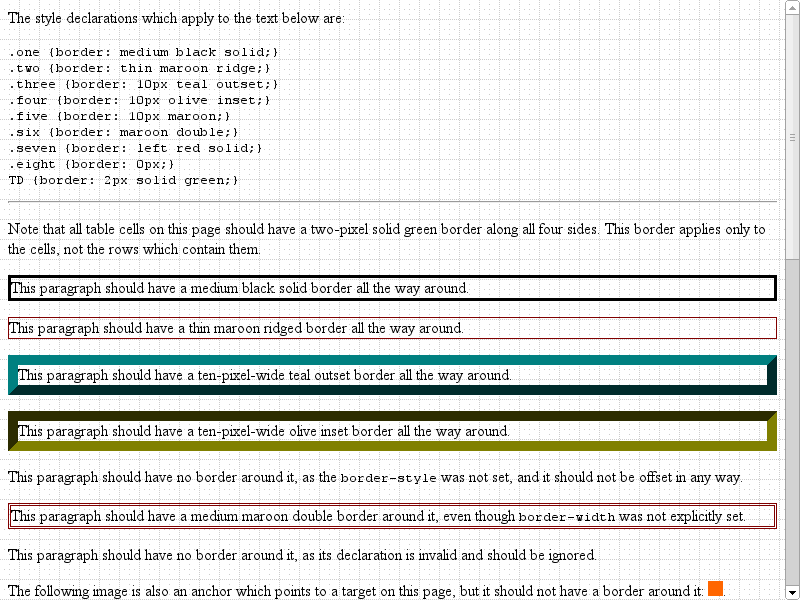 The style declarations which apply to the text below are:
.one {border: medium black solid;}
.two {border: thin maroon ridge;}
.three {border: 10px teal outset;}
.four {border: 10px olive inset;}
.five {border: 10px maroon;}
.six {border: maroon double;}
.seven {border: left red solid;}
.eight {border: 0px;}
TD {border: 2px solid green;}
Note that all table cells on this page should have a two-pixel solid green border along all four sides. This border applies only to
the cells, not the rows which contain them.
This paragraph should have a medium black solid border all the way around.
This paragraph should have a thin maroon ridged border all the way around.
This paragraph should have a ten-pixel-wide teal outset border all the way around.
This paragraph should have a ten-pixel-wide olive inset border all the way around.
This paragraph should have no border around it, as the border-style was not set, and it should not be offset in any way.
This paragraph should have a medium maroon double border around it, even though border-width was not explicitly set.
This paragraph should have no border around it, as its declaration is invalid and should be ignored.
The following image is also an anchor which points to a target on this page, but it should not have a border around it: .